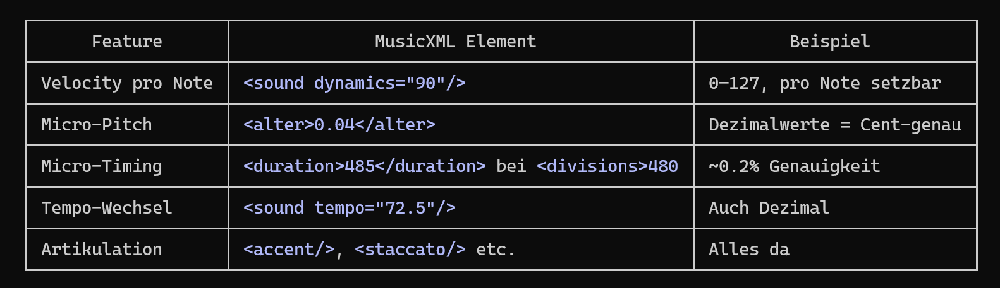 Feature MusicXML Element Beispiel
Velocity pro Note <sound dynamics="90"/> 0–127, pro Note setzbar
Micro-Pitch <alter>0.04</alter> Dezimalwerte = Cent-genau
Micro-Timing <duration>485</duration> bei <divisions>480 ~0.2% Genauigkeit
Tempo-Wechsel <sound tempo="72.5"/> Auch Dezimal
Artikulation <accent/>, <staccato/> etc. Alles da